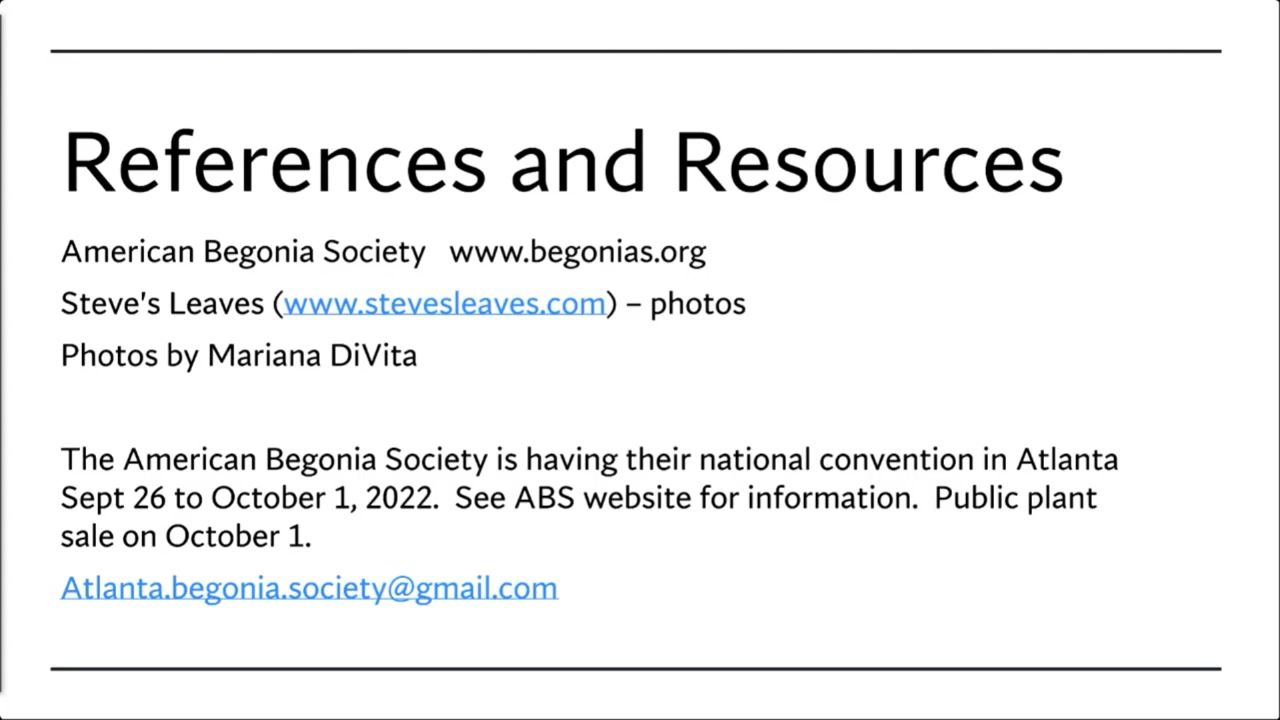 References and Resources
American Begonia Society   www.begonias.org
Steve's Leaves (www.stevesleaves.com) – photos
Photos by Mariana DiVita
The American Begonia Society is having their national convention in Atlanta
Sept 26 to October 1, 2022.  See ABS website for information.  Public plant
sale on October 1.
Atlanta.begonia.society@gmail.com